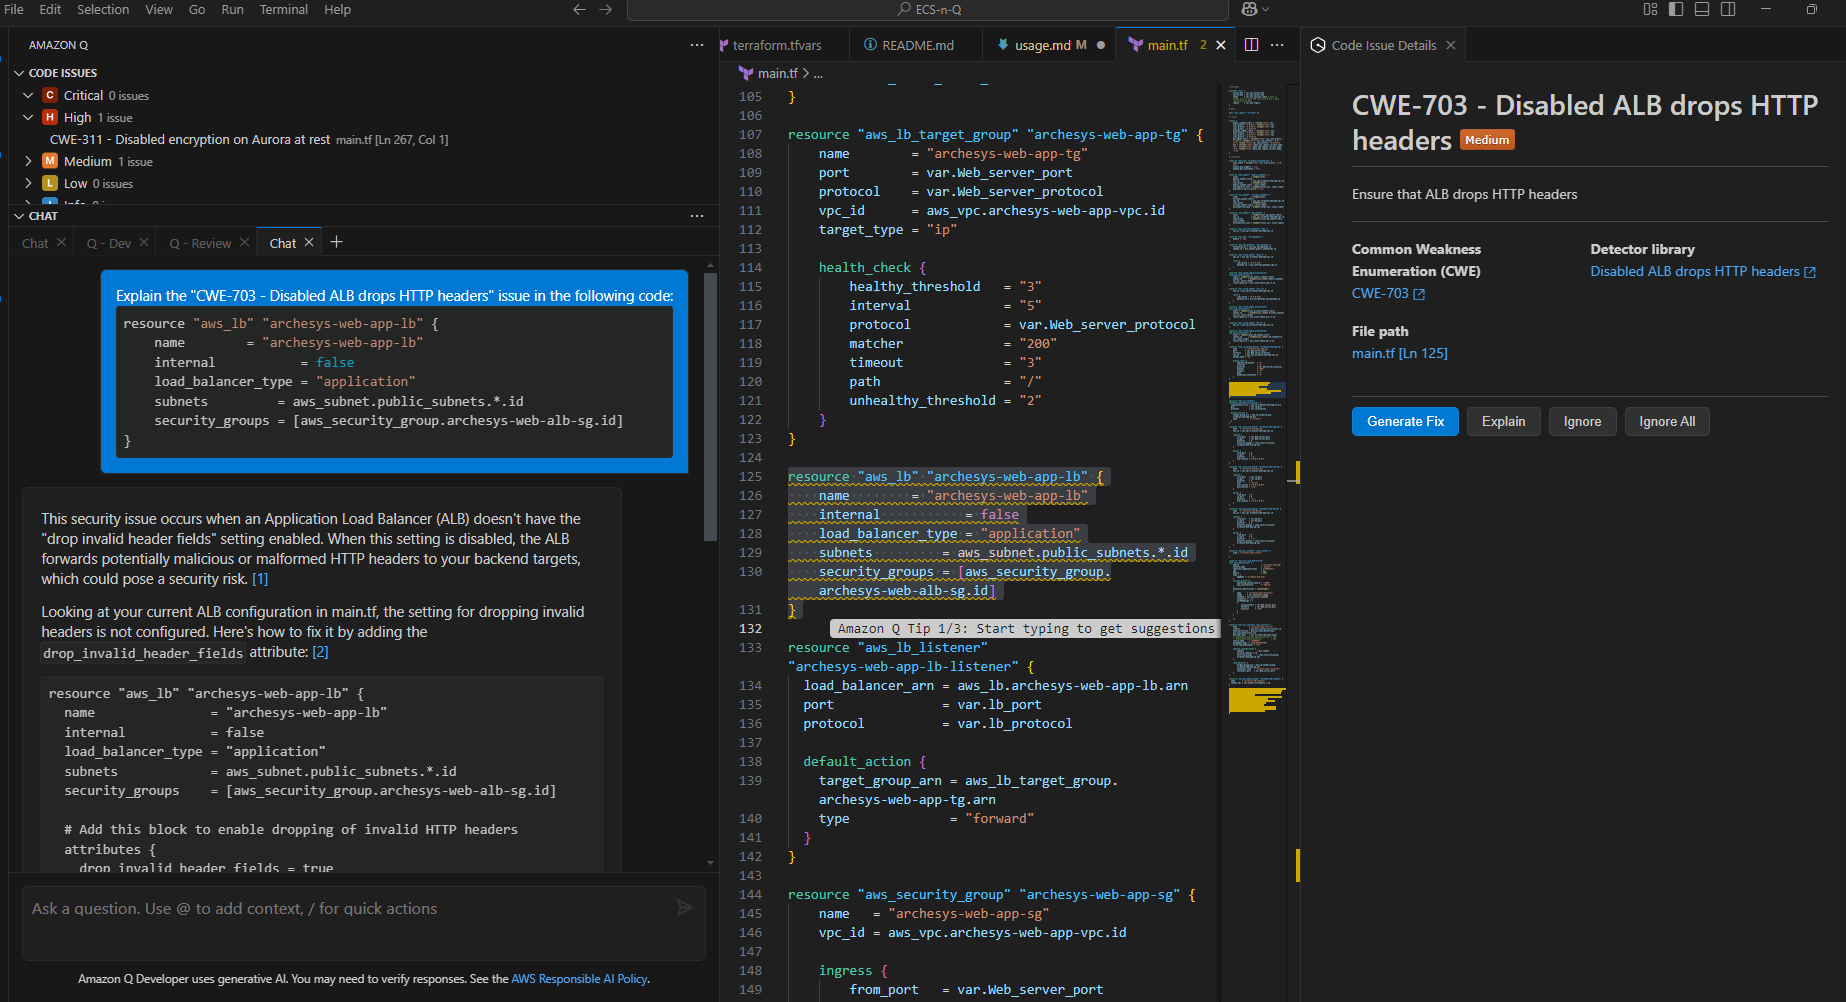 File Edit Selection View Go Run Terminal Help
ECS-n-Q
AMAZON Q
CODE ISSUES
C Critical 0 issues
H High 1 issue
CWE-311 - Disabled encryption on Aurora at rest main.tf [Ln 267, Col 1]
M Medium 1 issue
L Low 0 issues
CHAT
Chat Q - Dev Q - Review Chat
Explain the "CWE-703 - Disabled ALB drops HTTP headers" issue in the following code:
resource "aws_lb" "archesys-web-app-lb" {
name = "archesys-web-app-lb"
internal = false
load_balancer_type = "application"
subnets = aws_subnet.public_subnets.*.id
security_groups = [aws_security_group.archesys-web-alb-sg.id]
}
This security issue occurs when an Application Load Balancer (ALB) doesn't have the
"drop invalid header fields" setting enabled. When this setting is disabled, the ALB
forwards potentially malicious or malformed HTTP headers to your backend targets,
which could pose a security risk. [1]
Looking at your current ALB configuration in main.tf, the setting for dropping invalid
headers is not configured. Here's how to fix it by adding the
drop_invalid_header_fields attribute: [2]
resource "aws_lb" "archesys-web-app-lb" {
name = "archesys-web-app-lb"
internal = false
load_balancer_type = "application"
subnets = aws_subnet.public_subnets.*.id
security_groups = [aws_security_group.archesys-web-alb-sg.id]
# Add this block to enable dropping of invalid HTTP headers
attributes {
drop_invalid_header_fields = true
Ask a question. Use @ to add context, / for quick actions
Amazon Q Developer uses generative AI. You may need to verify responses. See the AWS Responsible AI Policy.
terraform.tfvars README.md usage.md M main.tf 2
main.tf > ...
105 }
106
107 resource "aws_lb_target_group" "archesys-web-app-tg" {
108 name = "archesys-web-app-tg"
109 port = var.Web_server_port
110 protocol = var.Web_server_protocol
111 vpc_id = aws_vpc.archesys-web-app-vpc.id
112 target_type = "ip"
113
114 health_check {
115 healthy_threshold = "3"
116 interval = "5"
117 protocol = var.Web_server_protocol
118 matcher = "200"
119 timeout = "3"
120 path = "/"
121 unhealthy_threshold = "2"
122 }
123 }
124
125 resource "aws_lb" "archesys-web-app-lb" {
126 name = "archesys-web-app-lb"
127 internal = false
128 load_balancer_type = "application"
129 subnets = aws_subnet.public_subnets.*.id
130 security_groups = [aws_security_group.
archesys-web-alb-sg.id]
131 }
132 Amazon Q Tip 1/3: Start typing to get suggestions
133 resource "aws_lb_listener"
"archesys-web-app-lb-listener" {
134 load_balancer_arn = aws_lb.archesys-web-app-lb.arn
135 port = var.lb_port
136 protocol = var.lb_protocol
137
138 default_action {
139 target_group_arn = aws_lb_target_group.
archesys-web-app-tg.arn
140 type = "forward"
141 }
142 }
143
144 resource "aws_security_group" "archesys-web-app-sg" {
145 name = "archesys-web-app-sg"
146 vpc_id = aws_vpc.archesys-web-app-vpc.id
147
148 ingress {
149 from_port = var.Web_server_port
Code Issue Details
CWE-703 - Disabled ALB drops HTTP
headers Medium
Ensure that ALB drops HTTP headers
Common Weakness
Enumeration (CWE)
CWE-703
Detector library
Disabled ALB drops HTTP headers
File path
main.tf [Ln 125]
Generate Fix Explain Ignore Ignore All